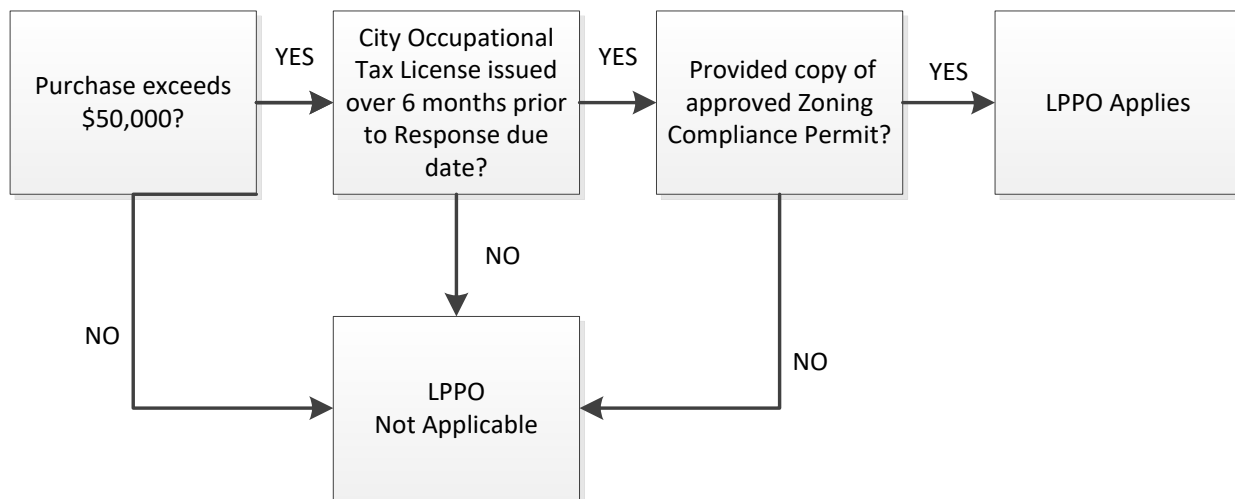 Purchase exceeds
$50,000?
YES
City Occupational
Tax License issued
over 6 months prior
to Response due
date?
YES
Provided copy of
approved Zoning
Compliance Permit?
YES
LPPO Applies
NO
NO
NO
LPPO
Not Applicable